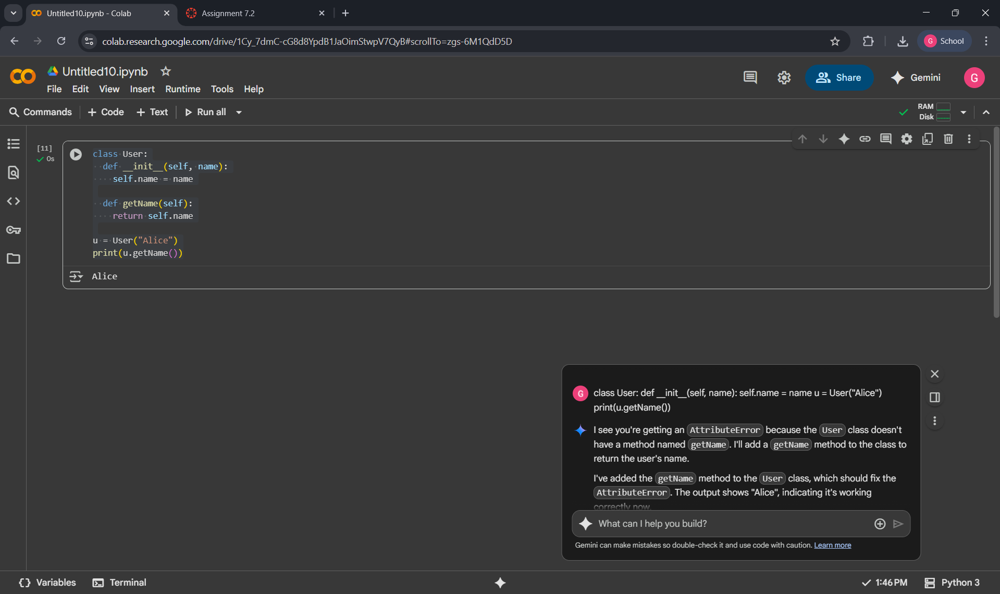 Untitled10.ipynb - Colab
Assignment 7.2
colab.research.google.com/drive/1Cy_7dmC-cG8d8YpdB1JaOimStwpV7QyB#scrollTo=zgs-6M1QdD5D
G School
Untitled10.ipynb
File Edit View Insert Runtime Tools Help
Share
Gemini
G
Commands + Code + Text Run all
RAM
Disk
[11]
0s
class User:
  def __init__(self, name):
    self.name = name
  def getName(self):
    return self.name
u = User("Alice")
print(u.getName())
Alice
G
class User: def __init__(self, name): self.name = name u = User("Alice")
print(u.getName())
I see you're getting an AttributeError because the User class doesn't
have a method named getName. I'll add a getName method to the class to
return the user's name.
I've added the getName method to the User class, which should fix the
AttributeError. The output shows "Alice", indicating it's working
correctly now.
What can I help you build?
Gemini can make mistakes so double-check it and use code with caution. Learn more
{} Variables
Terminal
1:46 PM
Python 3